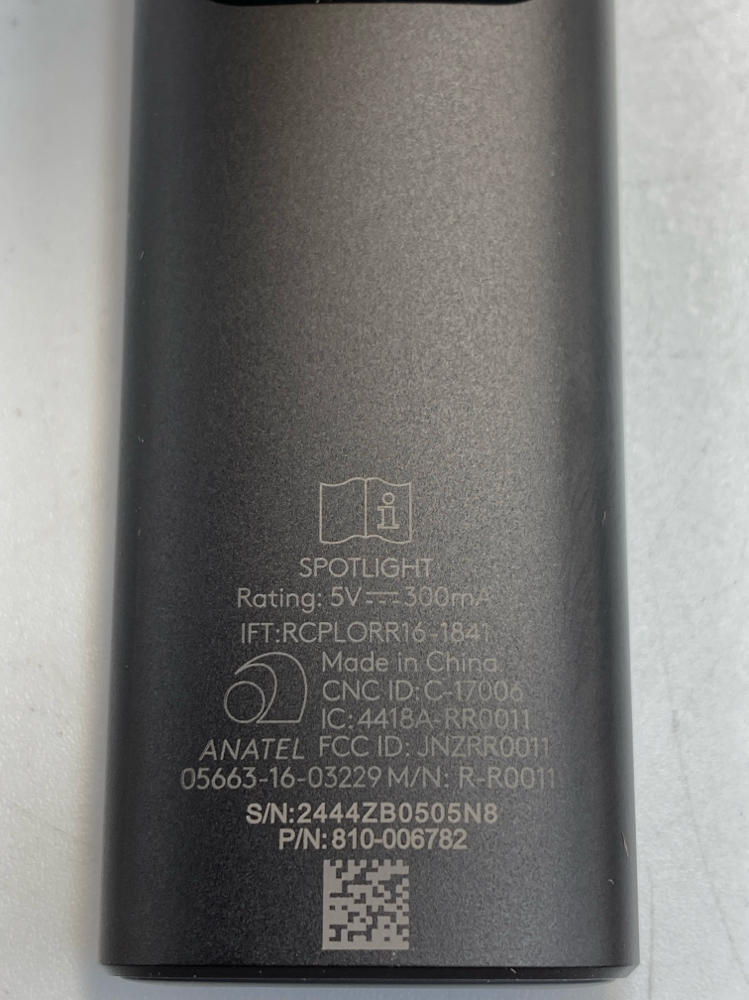 SPOTLIGHT
Rating: 5V⎓300mA
IFT:RCPLORR16-1841
Made in China
CNC ID: C-17006
IC: 4418A-RR0011
ANATEL FCC ID: JNZRR0011
05663-16-03229 M/N: R-R0011
S/N:2444ZB0505N8
P/N: 810-006782